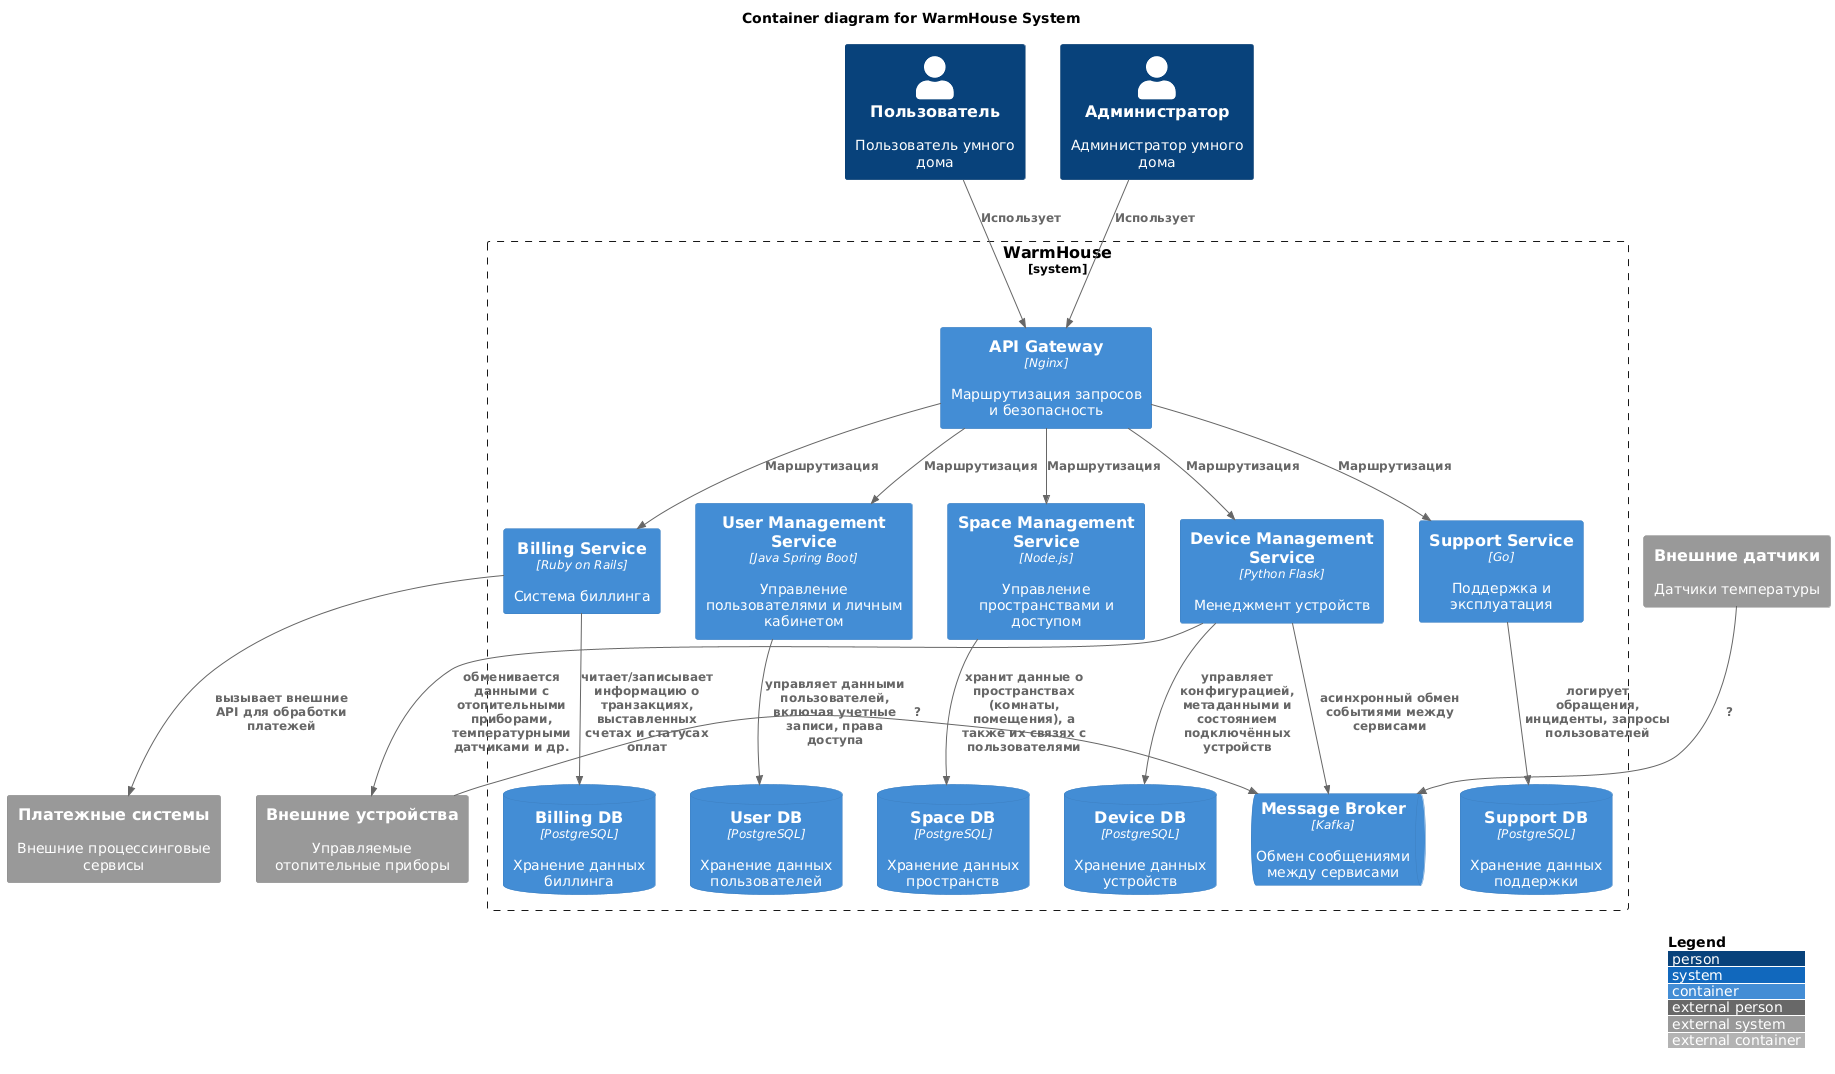 Container diagram for WarmHouse System
Пользователь
Пользователь умного
дома
Администратор
Администратор умного
дома
Использует
Использует
WarmHouse
[system]
API Gateway
[Nginx]
Маршрутизация запросов
и безопасность
Маршрутизация
Маршрутизация
Маршрутизация
Маршрутизация
Маршрутизация
Billing Service
[Ruby on Rails]
Система биллинга
User Management
Service
[Java Spring Boot]
Управление
пользователями и личным
кабинетом
Space Management
Service
[Node.js]
Управление
пространствами и
доступом
Device Management
Service
[Python Flask]
Менеджмент устройств
Support Service
[Go]
Поддержка и
эксплуатация
Внешние датчики
Датчики температуры
вызывает внешние
API для обработки
платежей
обменивается
данными с
отопительными
приборами,
температурными
датчиками и др.
читает/записывает
информацию о
транзакциях,
выставленных
счетах и статусах
оплат
управляет данными
пользователей,
включая учетные
записи, права
доступа
?
хранит данные о
пространствах
(комнаты,
помещения), а
также их связях с
пользователями
управляет
конфигурацией,
метаданными и
состоянием
подключённых
устройств
асинхронный обмен
событиями между
сервисами
логирует
обращения,
инциденты, запросы
пользователей
?
Платежные системы
Внешние процессинговые
сервисы
Внешние устройства
Управляемые
отопительные приборы
Billing DB
[PostgreSQL]
Хранение данных
биллинга
User DB
[PostgreSQL]
Хранение данных
пользователей
Space DB
[PostgreSQL]
Хранение данных
пространств
Device DB
[PostgreSQL]
Хранение данных
устройств
Message Broker
[Kafka]
Обмен сообщениями
между сервисами
Support DB
[PostgreSQL]
Хранение данных
поддержки
Legend
person
system
container
external person
external system
external container